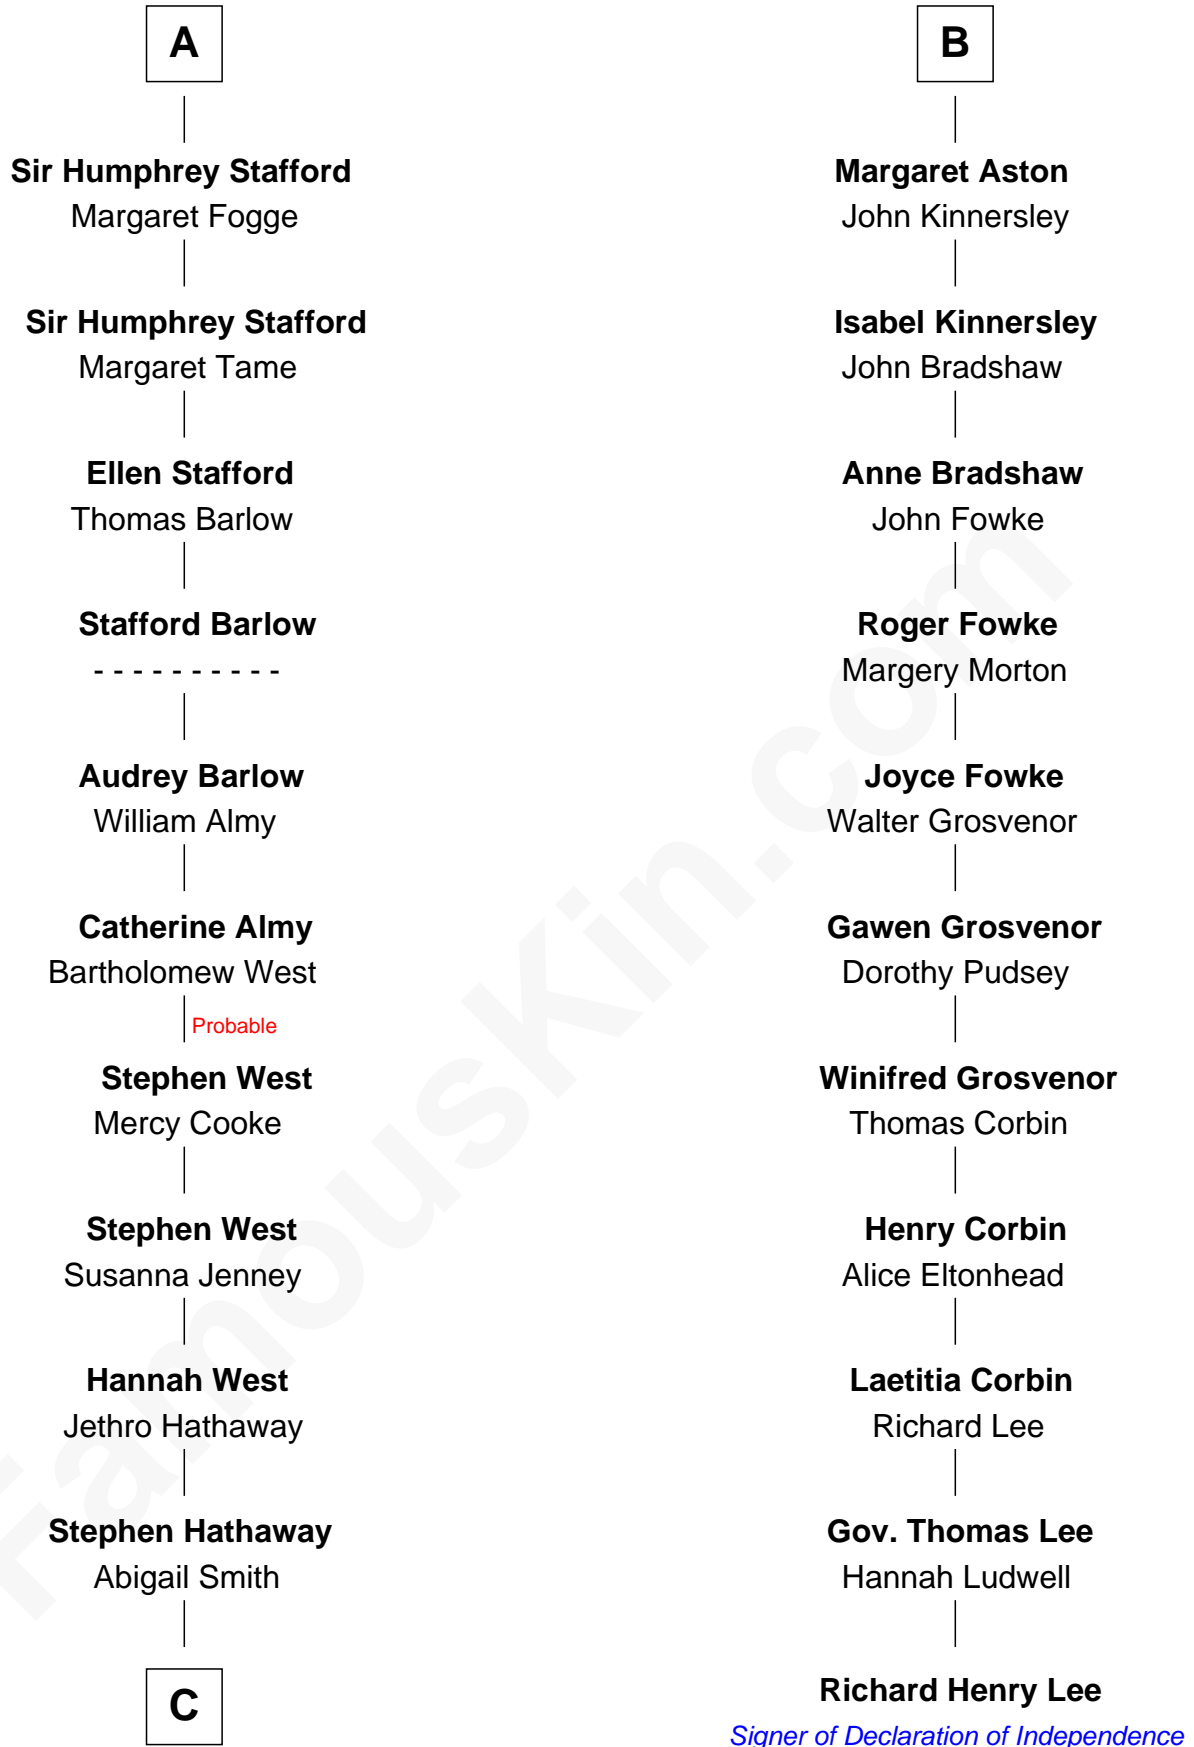 A
Sir Humphrey Stafford
Margaret Fogge
Sir Humphrey Stafford
Margaret Tame
Ellen Stafford
Thomas Barlow
Stafford Barlow
- - - - - - - - - -
Audrey Barlow
William Almy
Catherine Almy
Bartholomew West
Probable
Stephen West
Mercy Cooke
Stephen West
Susanna Jenney
Hannah West
Jethro Hathaway
Stephen Hathaway
Abigail Smith
C
B
Margaret Aston
John Kinnersley
Isabel Kinnersley
John Bradshaw
Anne Bradshaw
John Fowke
Roger Fowke
Margery Morton
Joyce Fowke
Walter Grosvenor
Gawen Grosvenor
Dorothy Pudsey
Winifred Grosvenor
Thomas Corbin
Henry Corbin
Alice Eltonhead
Laetitia Corbin
Richard Lee
Gov. Thomas Lee
Hannah Ludwell
Richard Henry Lee
Signer of Declaration of Independence
FamousKin.com